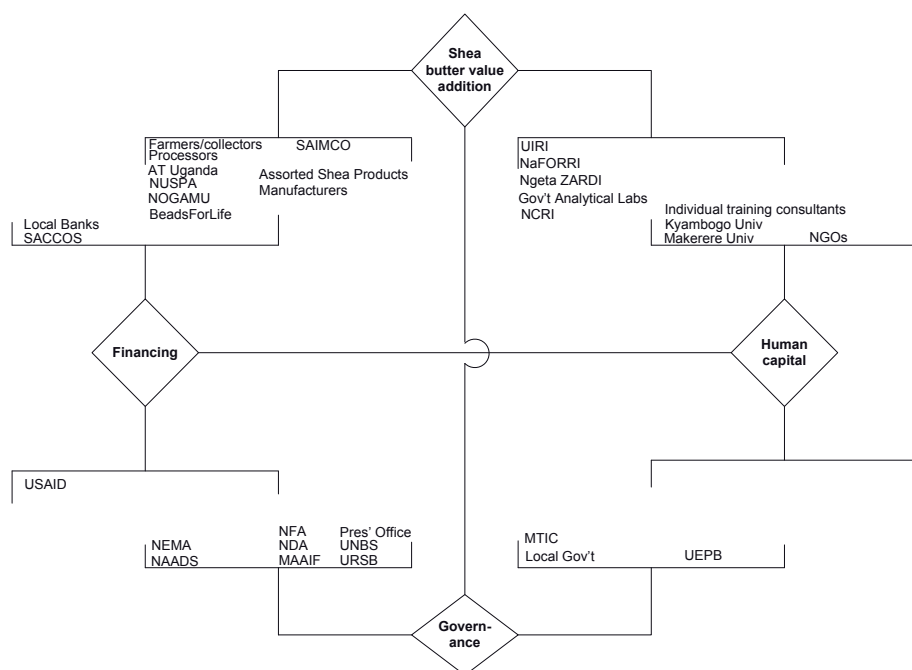 Shea
butter value
addition
Farmers/collectors
Processors
AT Uganda
NUSPA
NOGAMU
BeadsForLife
SAIMCO
Assorted Shea Products
Manufacturers
UIRI
NaFORRI
Ngeta ZARDI
Gov't Analytical Labs
NCRI
Local Banks
SACCOS
Individual training consultants
Kyambogo Univ
Makerere Univ
NGOs
Financing
Human
capital
USAID
NEMA
NAADS
NFA
NDA
MAAIF
Pres' Office
UNBS
URSB
MTIC
Local Gov't
UEPB
Govern-
ance